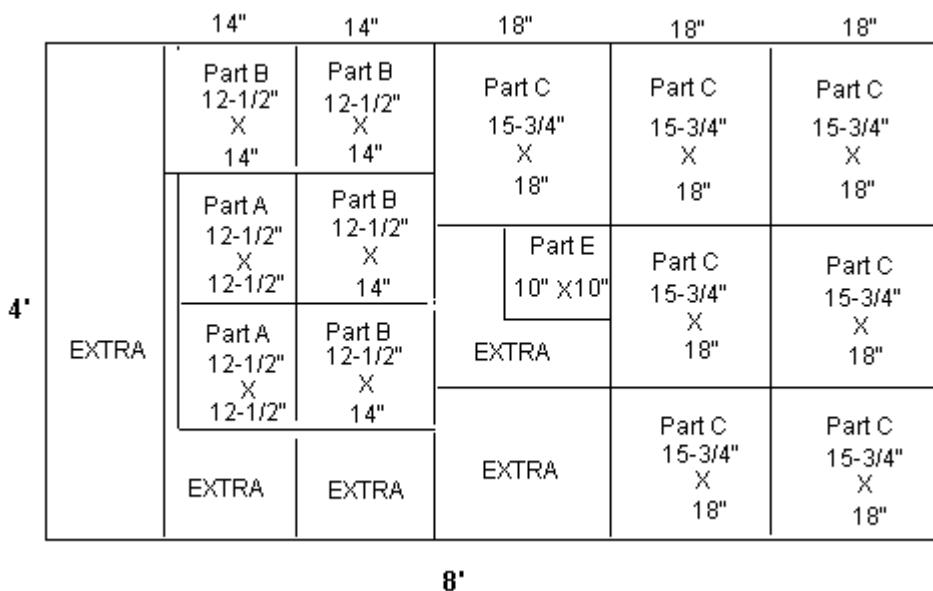 14" 14" 18" 18" 18"
Part B
12-1/2"
X
14"
Part B
12-1/2"
X
14"
Part C
15-3/4"
X
18"
Part C
15-3/4"
X
18"
Part C
15-3/4"
X
18"
Part A
12-1/2"
X
12-1/2"
Part B
12-1/2"
X
14"
Part E
10" X10"
Part C
15-3/4"
X
18"
Part C
15-3/4"
X
18"
4'
EXTRA
Part A
12-1/2"
X
12-1/2"
Part B
12-1/2"
X
14"
EXTRA
EXTRA
EXTRA
EXTRA
Part C
15-3/4"
X
18"
Part C
15-3/4"
X
18"
8'